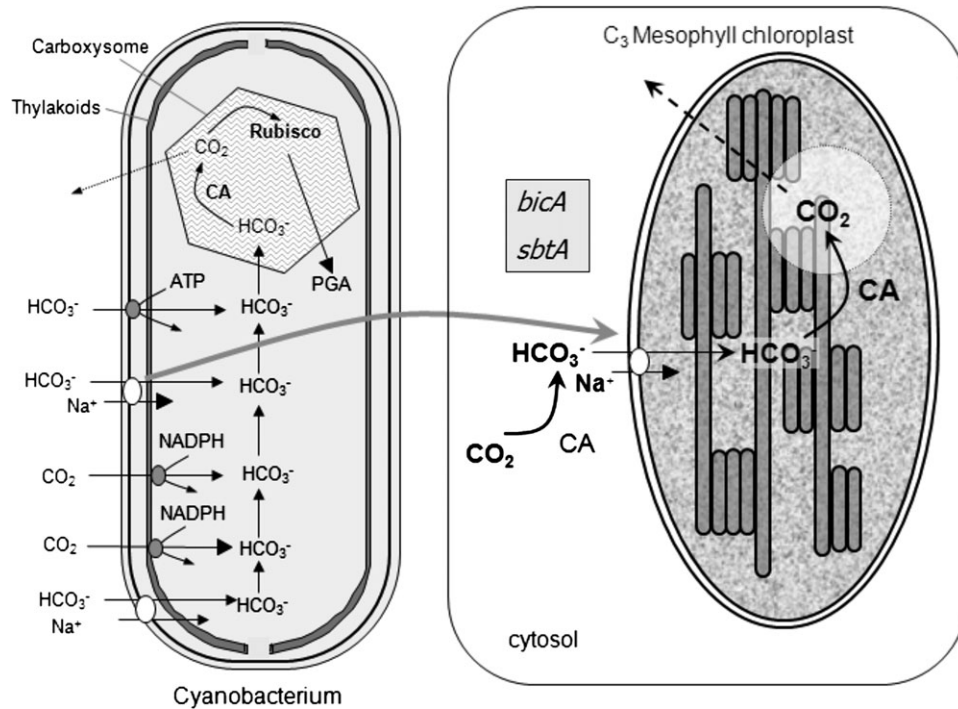 Carboxysome
Thylakoids
Rubisco
CO₂
CA
HCO₃⁻
PGA
ATP
HCO₃⁻
HCO₃⁻
HCO₃⁻
HCO₃⁻
Na⁺
NADPH
CO₂
HCO₃⁻
NADPH
CO₂
HCO₃⁻
HCO₃⁻
HCO₃⁻
Na⁺
Cyanobacterium
C₃ Mesophyll chloroplast
bicA
sbtA
CO₂
CA
HCO₃⁻
HCO₃⁻
Na⁺
CO₂
CA
cytosol